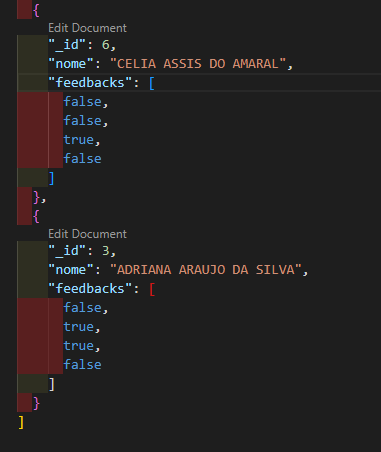 {
Edit Document
"_id": 6,
"nome": "CELIA ASSIS DO AMARAL",
"feedbacks": [
false,
false,
true,
false
]
},
{
Edit Document
"_id": 3,
"nome": "ADRIANA ARAUJO DA SILVA",
"feedbacks": [
false,
true,
true,
false
]
}
]